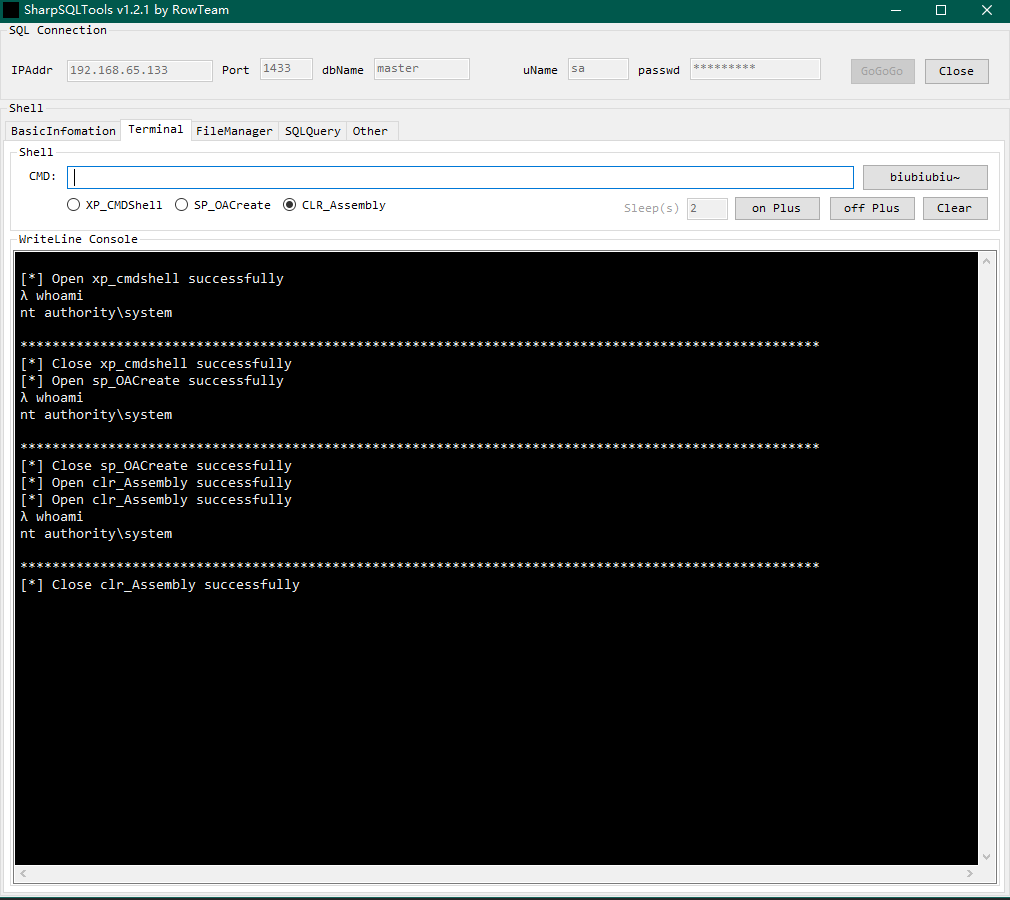 SharpSQLTools v1.2.1 by RowTeam
SQL Connection
IPAddr 192.168.65.133 Port 1433 dbName master uName sa passwd ********* GoGoGo Close
Shell
BasicInfomation Terminal FileManager SQLQuery Other
Shell
CMD: biubiubiu~
XP_CMDShell SP_OACreate CLR_Assembly Sleep(s) 2 on Plus off Plus Clear
WriteLine Console
[*] Open xp_cmdshell successfully
λ whoami
nt authority\system
****************************************************************************************************
[*] Close xp_cmdshell successfully
[*] Open sp_OACreate successfully
λ whoami
nt authority\system
****************************************************************************************************
[*] Close sp_OACreate successfully
[*] Open clr_Assembly successfully
[*] Open clr_Assembly successfully
λ whoami
nt authority\system
****************************************************************************************************
[*] Close clr_Assembly successfully